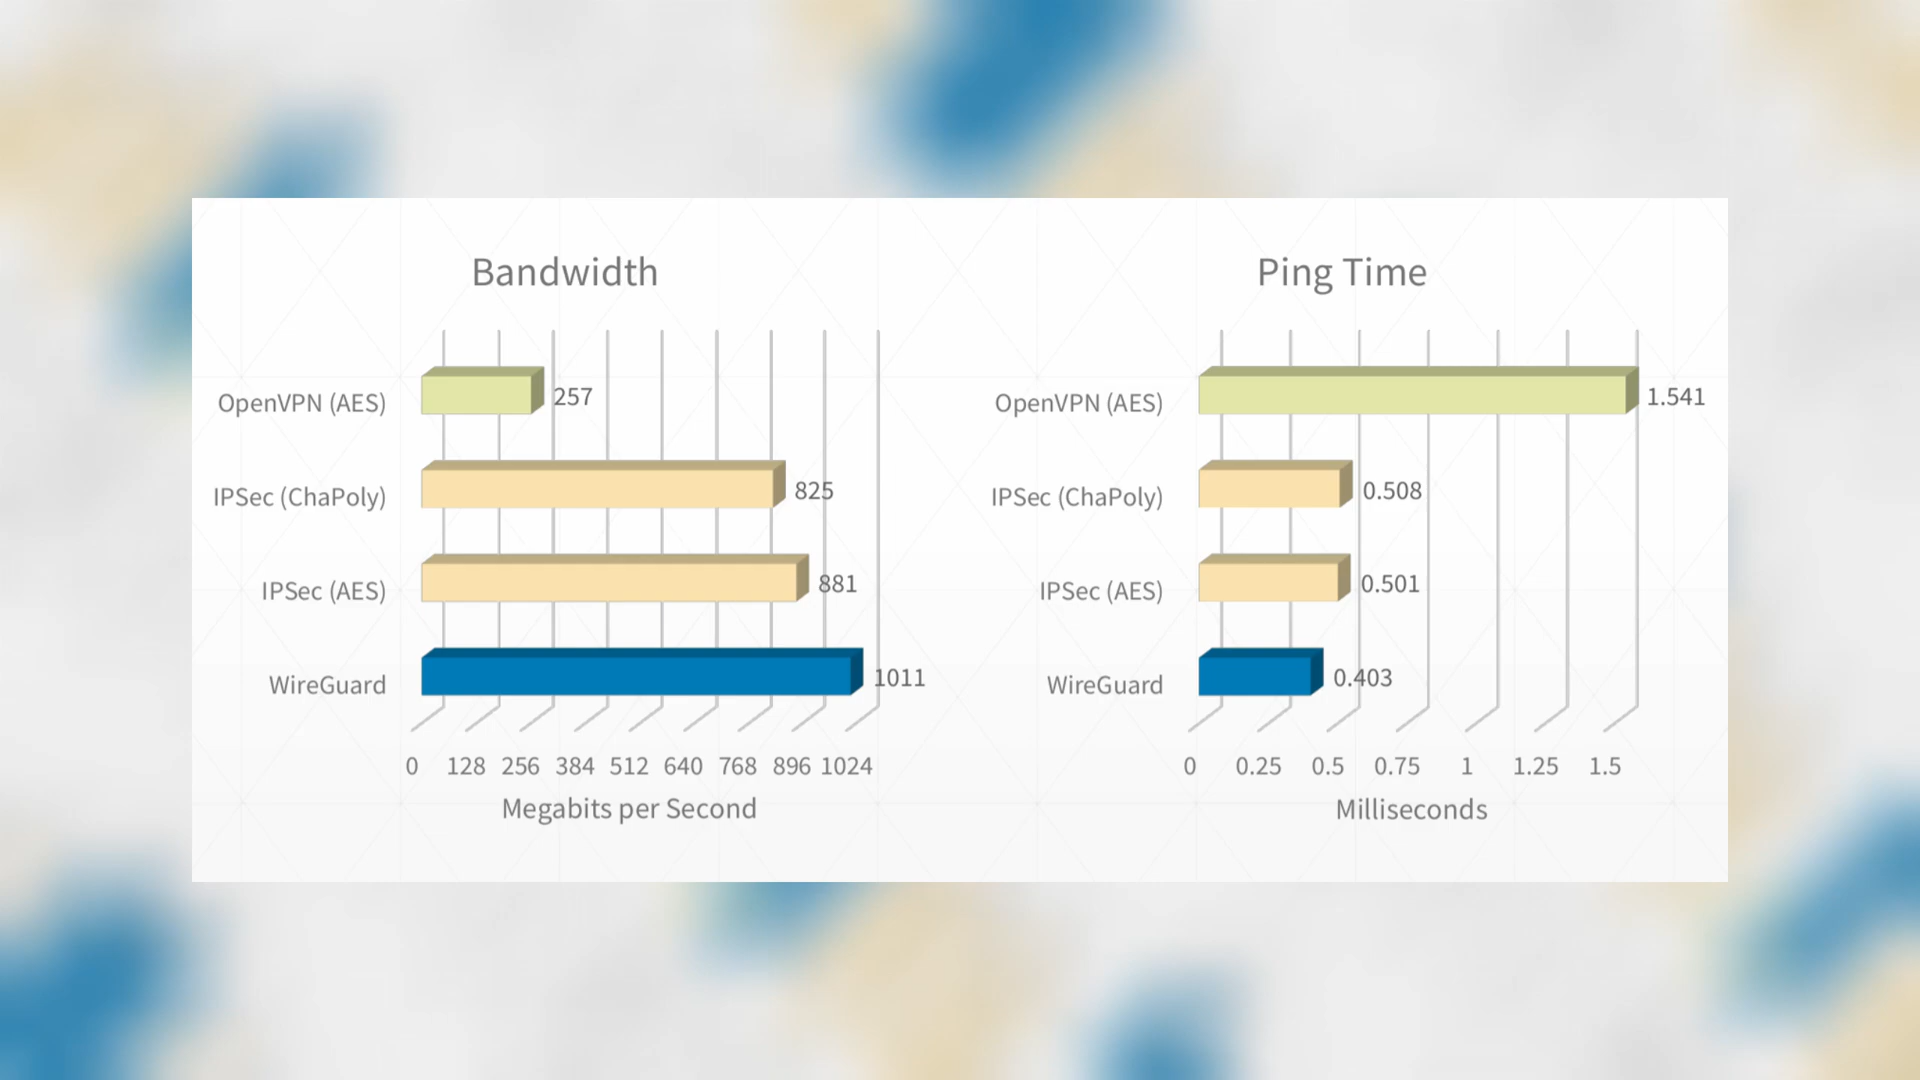 Bandwidth
OpenVPN (AES) 257
IPSec (ChaPoly) 825
IPSec (AES) 881
WireGuard 1011
0 128 256 384 512 640 768 896 1024
Megabits per Second
Ping Time
OpenVPN (AES) 1.541
IPSec (ChaPoly) 0.508
IPSec (AES) 0.501
WireGuard 0.403
0 0.25 0.5 0.75 1 1.25 1.5
Milliseconds